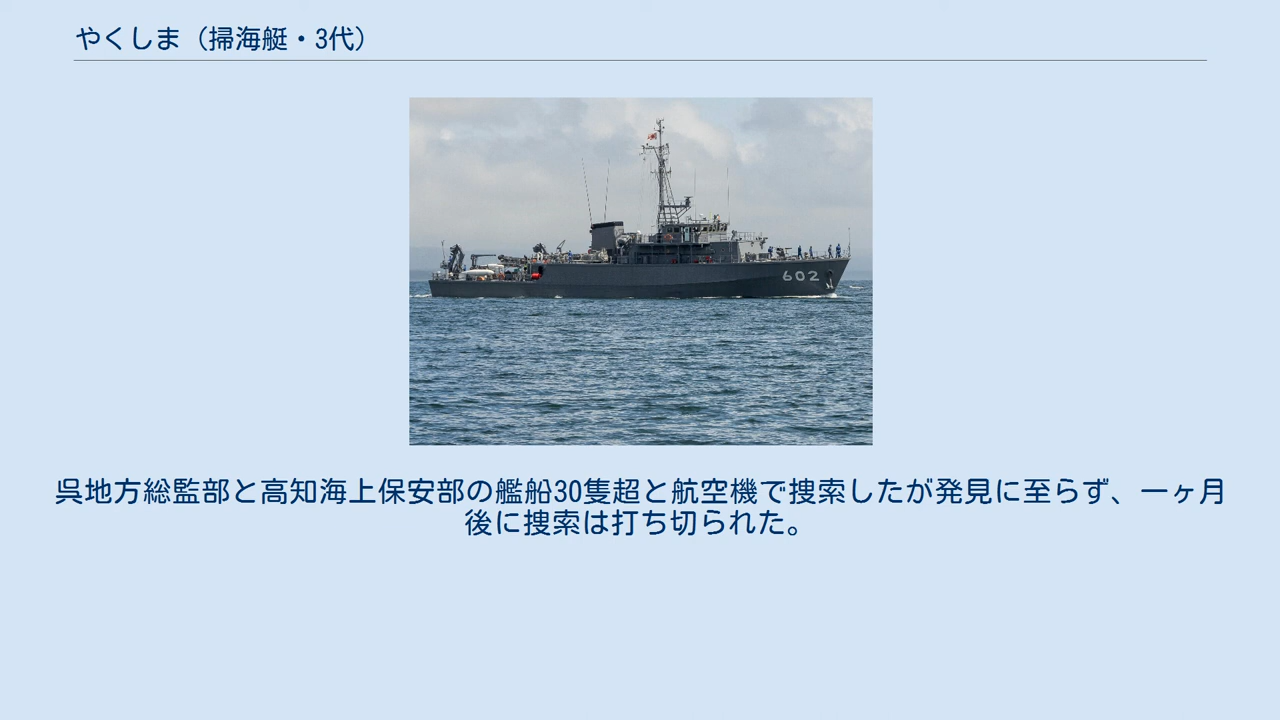 やくしま（掃海艇・3代）
602
呉地方総監部と高知海上保安部の艦船30隻超と航空機で捜索したが発見に至らず、一ヶ月
後に捜索は打ち切られた。